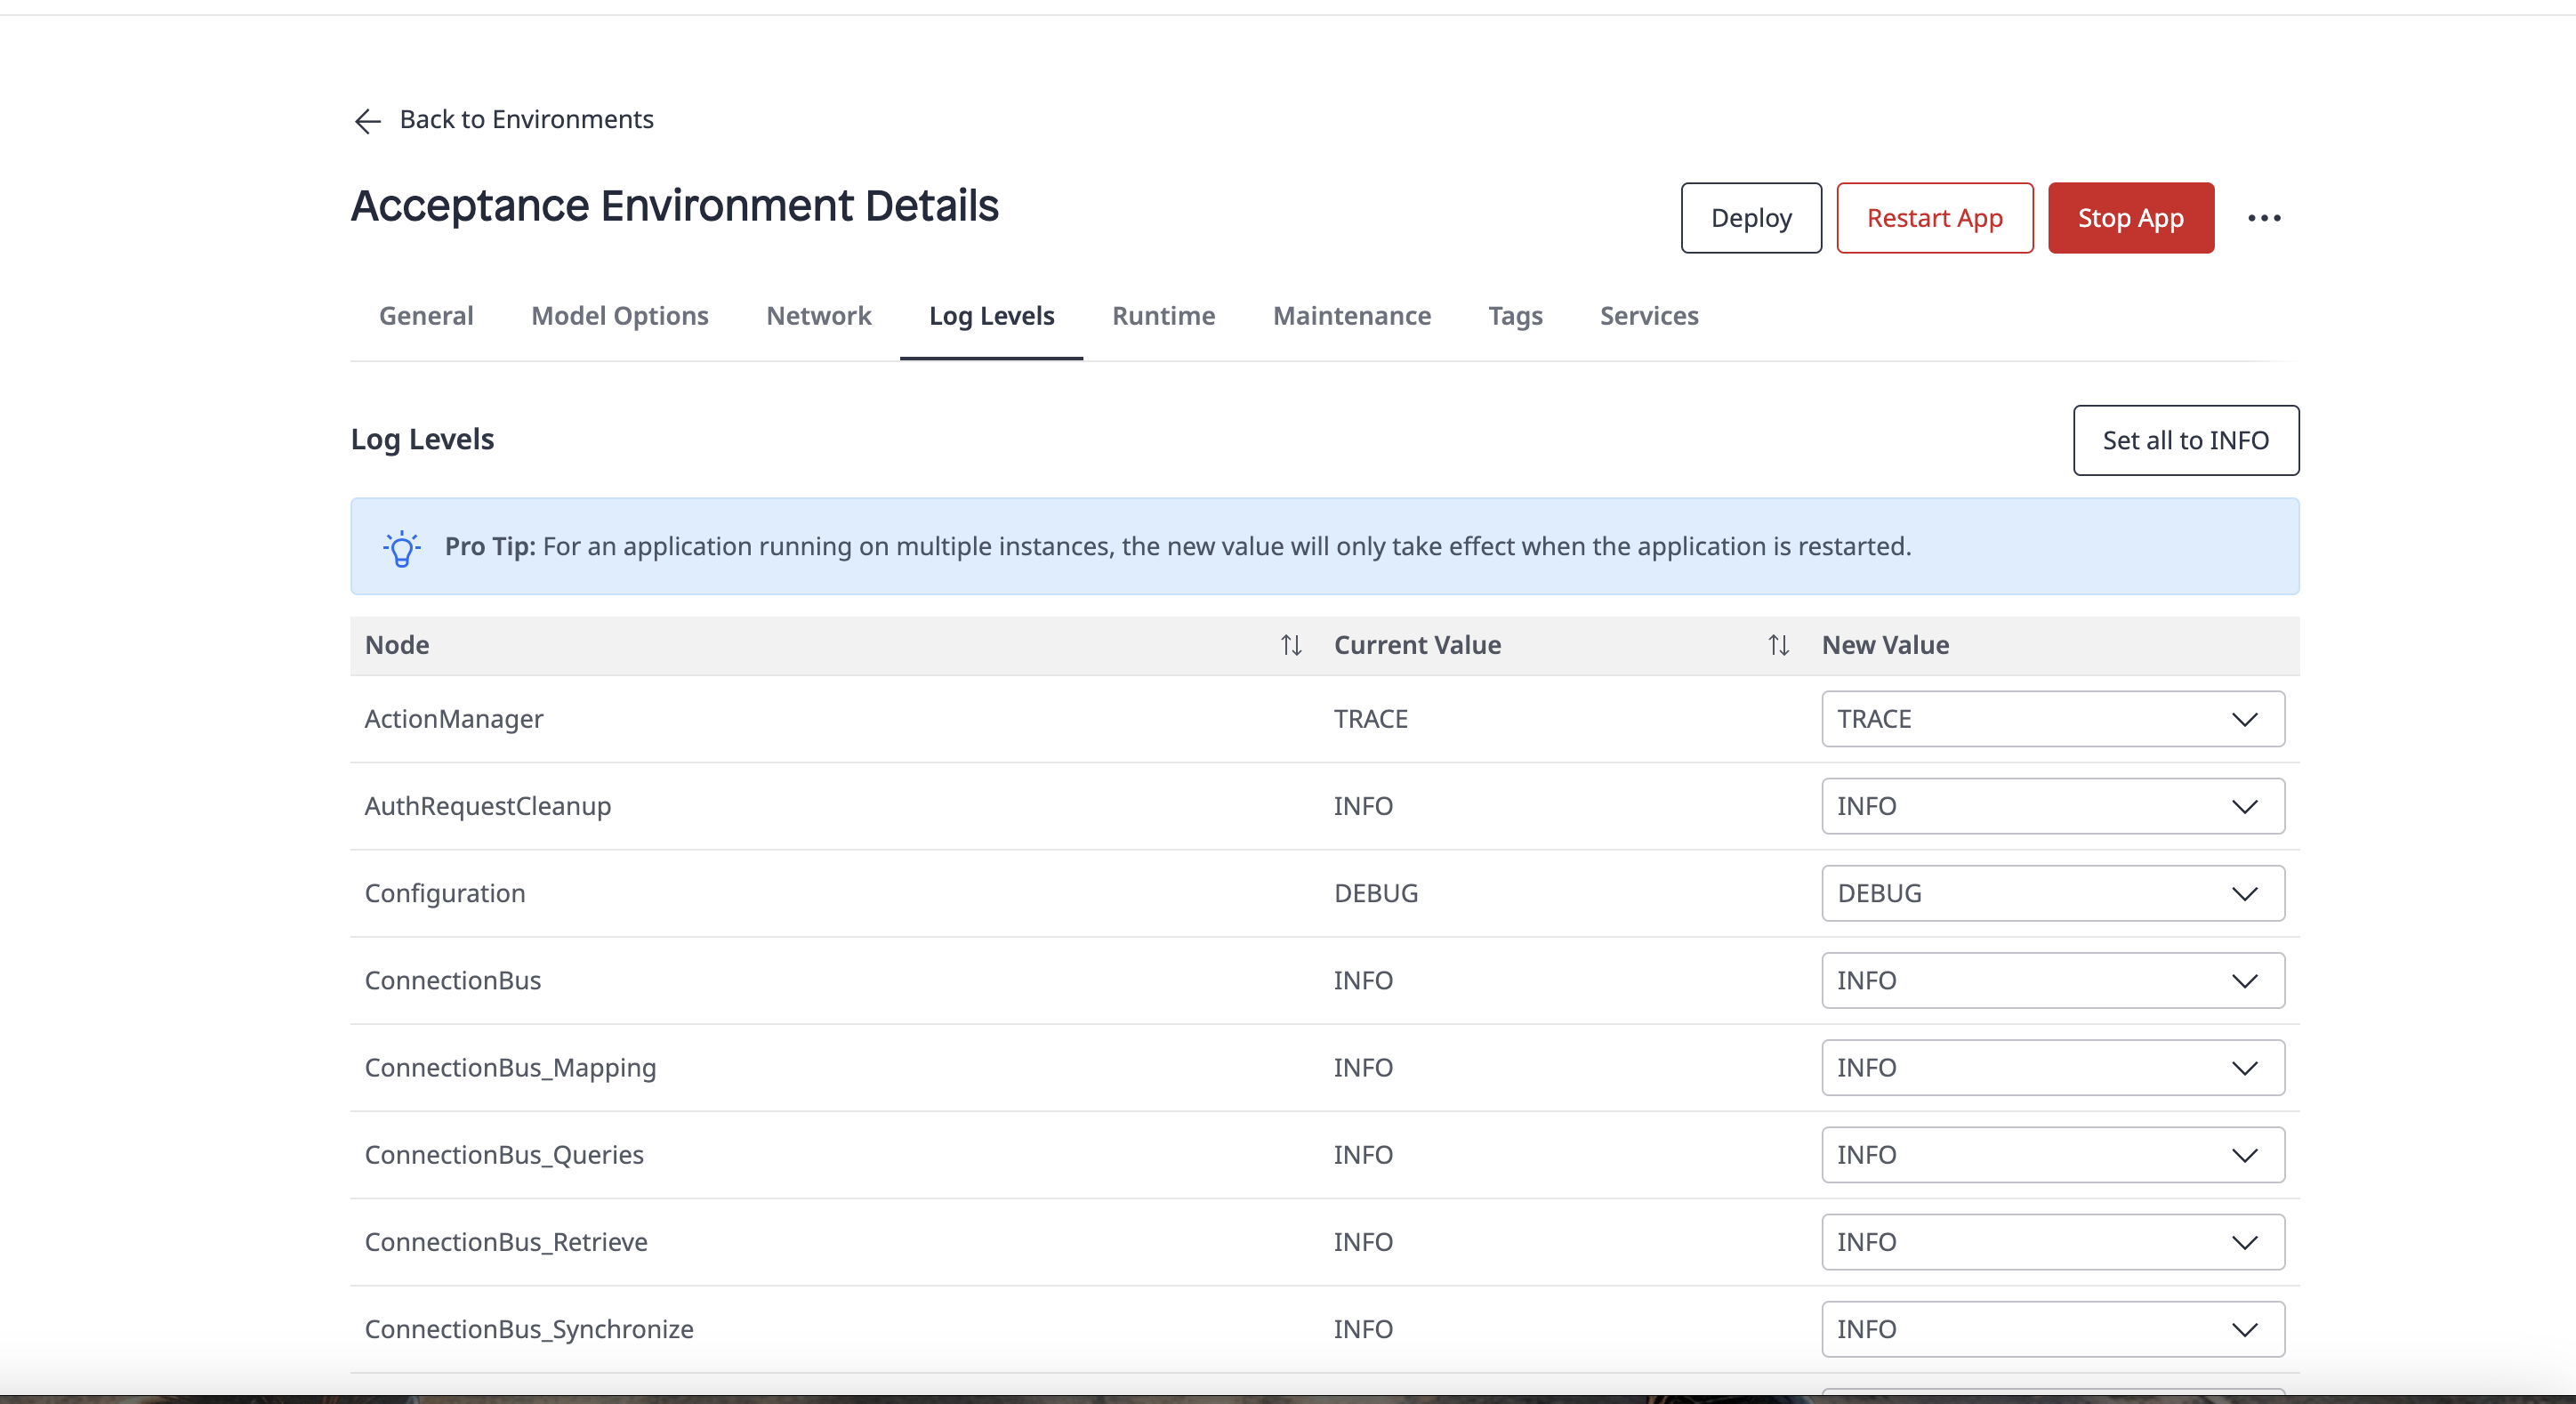 Back to Environments
Acceptance Environment Details
Deploy
Restart App
Stop App
General Model Options Network Log Levels Runtime Maintenance Tags Services
Log Levels
Set all to INFO
Pro Tip: For an application running on multiple instances, the new value will only take effect when the application is restarted.
Node Current Value New Value
ActionManager TRACE TRACE
AuthRequestCleanup INFO INFO
Configuration DEBUG DEBUG
ConnectionBus INFO INFO
ConnectionBus_Mapping INFO INFO
ConnectionBus_Queries INFO INFO
ConnectionBus_Retrieve INFO INFO
ConnectionBus_Synchronize INFO INFO